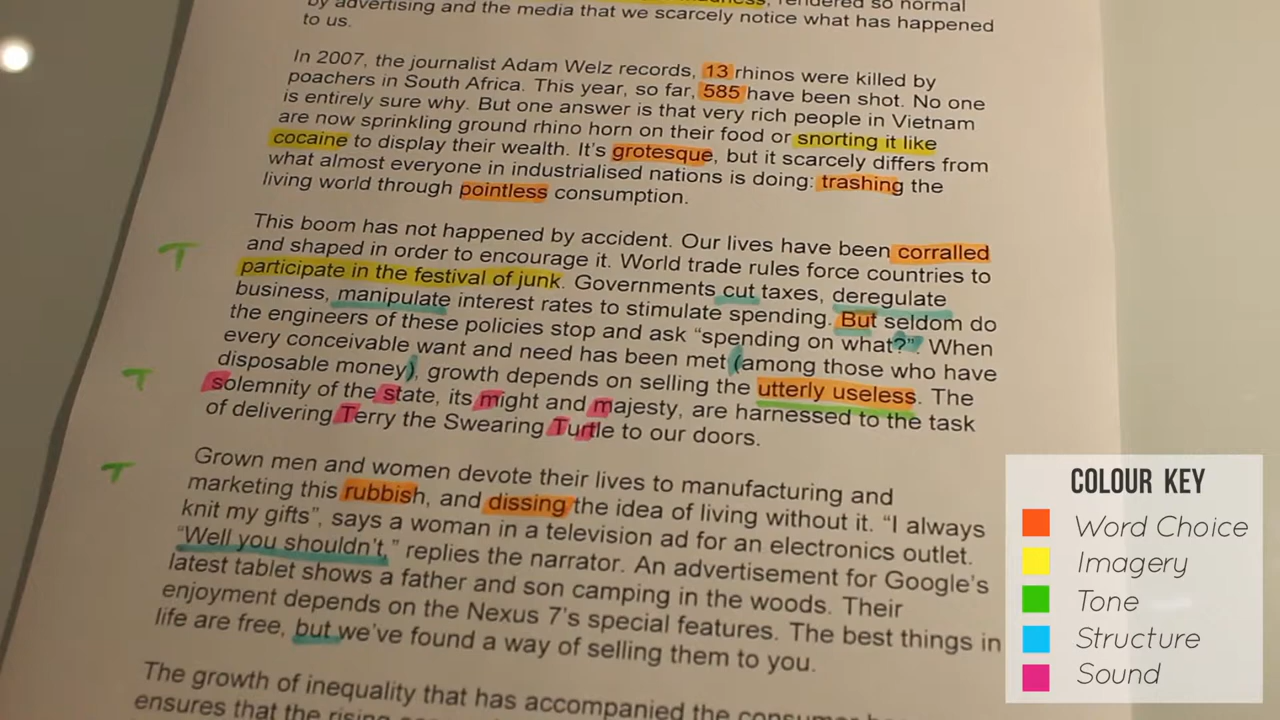 by advertising and the media that we scarcely notice what has happened
to us.
In 2007, the journalist Adam Welz records, 13 rhinos were killed by
poachers in South Africa. This year, so far, 585 have been shot. No one
is entirely sure why. But one answer is that very rich people in Vietnam
are now sprinkling ground rhino horn on their food or snorting it like
cocaine to display their wealth. It's grotesque, but it scarcely differs from
what almost everyone in industrialised nations is doing: trashing the
living world through pointless consumption.
This boom has not happened by accident. Our lives have been corralled
and shaped in order to encourage it. World trade rules force countries to
participate in the festival of junk. Governments cut taxes, deregulate
business, manipulate interest rates to stimulate spending. But seldom do
the engineers of these policies stop and ask “spending on what?”. When
every conceivable want and need has been met (among those who have
disposable money), growth depends on selling the utterly useless. The
solemnity of the state, its might and majesty, are harnessed to the task
of delivering Terry the Swearing Turtle to our doors.
Grown men and women devote their lives to manufacturing and
marketing this rubbish, and dissing the idea of living without it. “I always
knit my gifts”, says a woman in a television ad for an electronics outlet.
“Well you shouldn't,” replies the narrator. An advertisement for Google's
latest tablet shows a father and son camping in the woods. Their
enjoyment depends on the Nexus 7's special features. The best things in
life are free, but we've found a way of selling them to you.
The growth of inequality that has accompanied the consumer
ensures that the rising
T
T
T
COLOUR KEY
Word Choice
Imagery
Tone
Structure
Sound